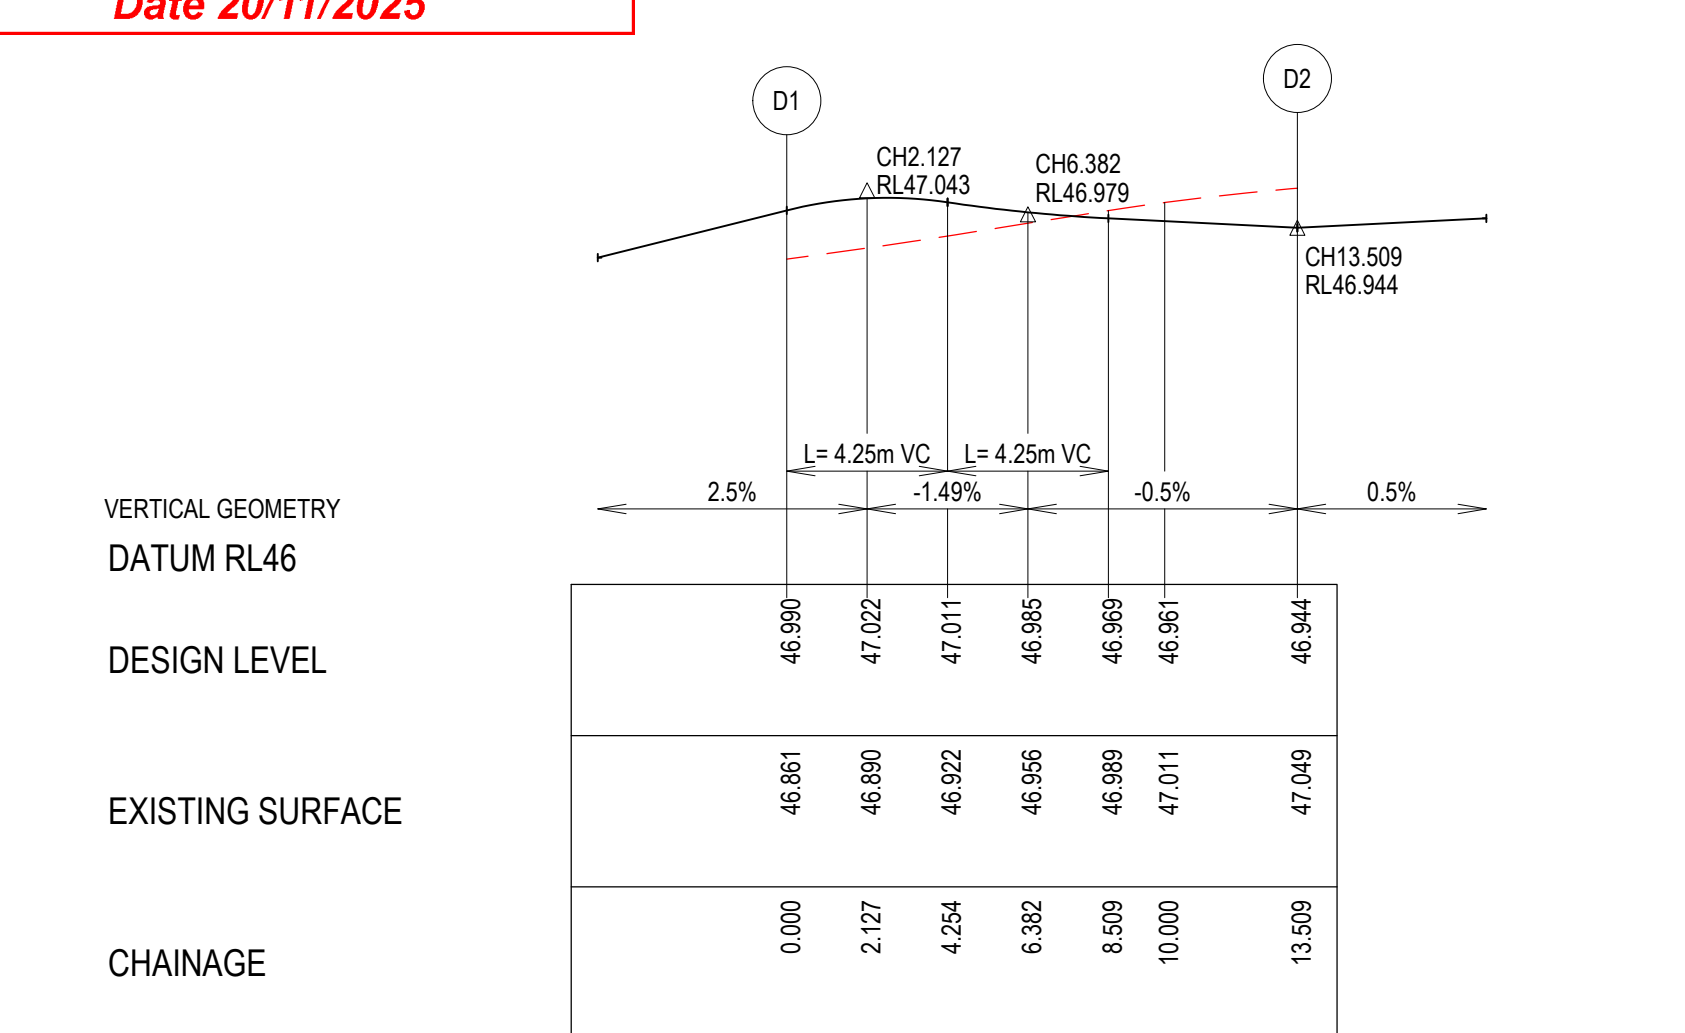 Date 20/11/2025
D1
D2
CH2.127
RL47.043
CH6.382
RL46.979
CH13.509
RL46.944
L= 4.25m VC
L= 4.25m VC
2.5%
-1.49%
-0.5%
0.5%
VERTICAL GEOMETRY
DATUM RL46
DESIGN LEVEL
46.990
47.022
47.011
46.985
46.969
46.961
46.944
EXISTING SURFACE
46.861
46.890
46.922
46.956
46.989
47.011
47.049
CHAINAGE
0.000
2.127
4.254
6.382
8.509
10.000
13.509